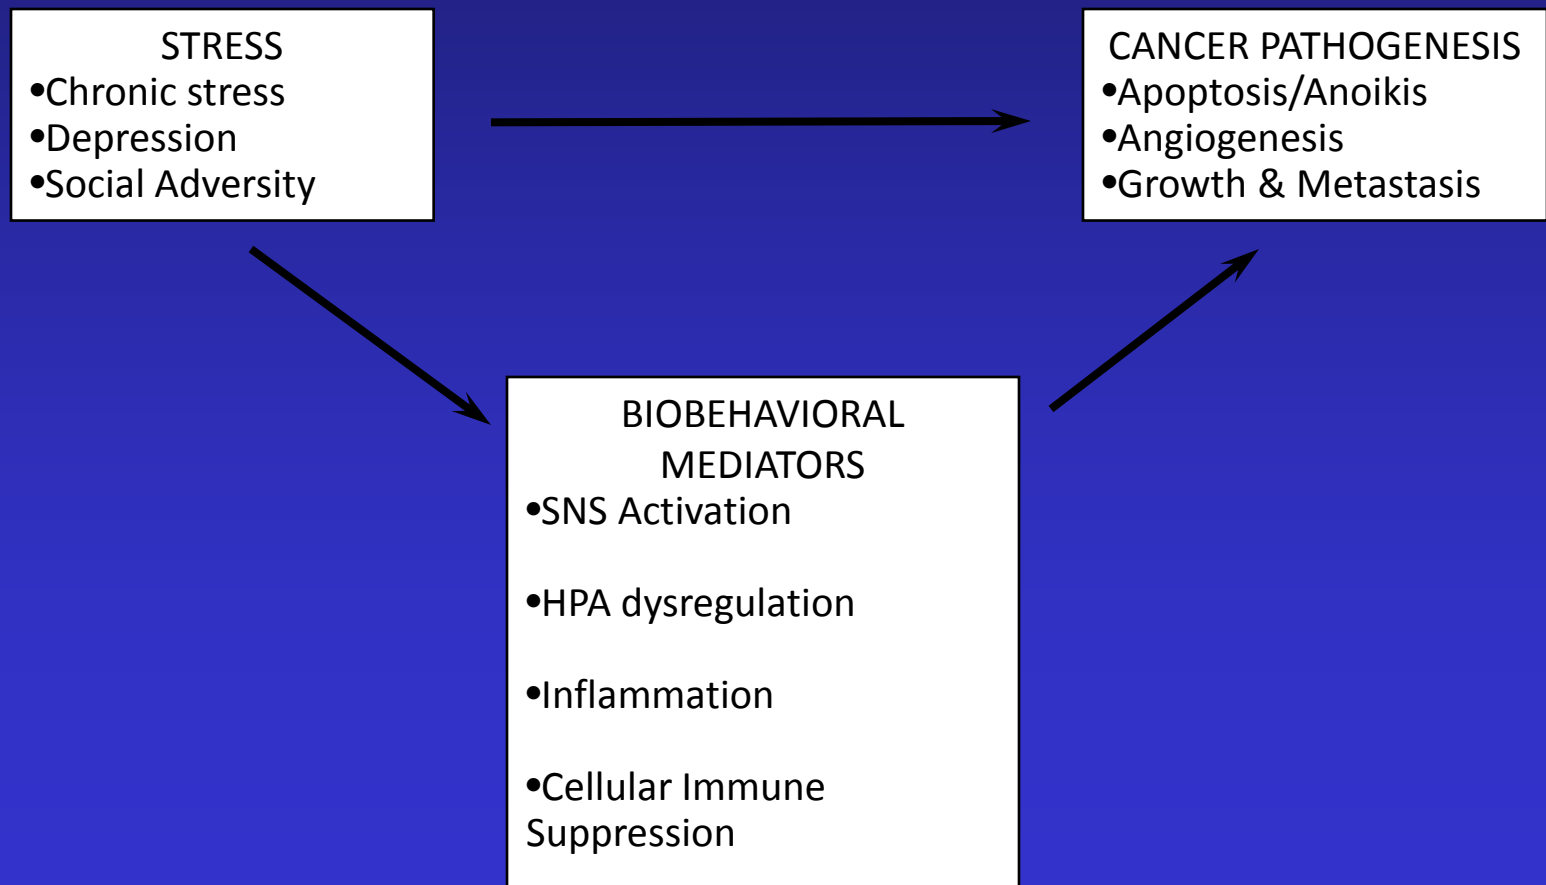 STRESS
•Chronic stress
•Depression
•Social Adversity
CANCER PATHOGENESIS
•Apoptosis/Anoikis
•Angiogenesis
•Growth & Metastasis
BIOBEHAVIORAL
MEDIATORS
•SNS Activation
•HPA dysregulation
•Inflammation
•Cellular Immune
Suppression